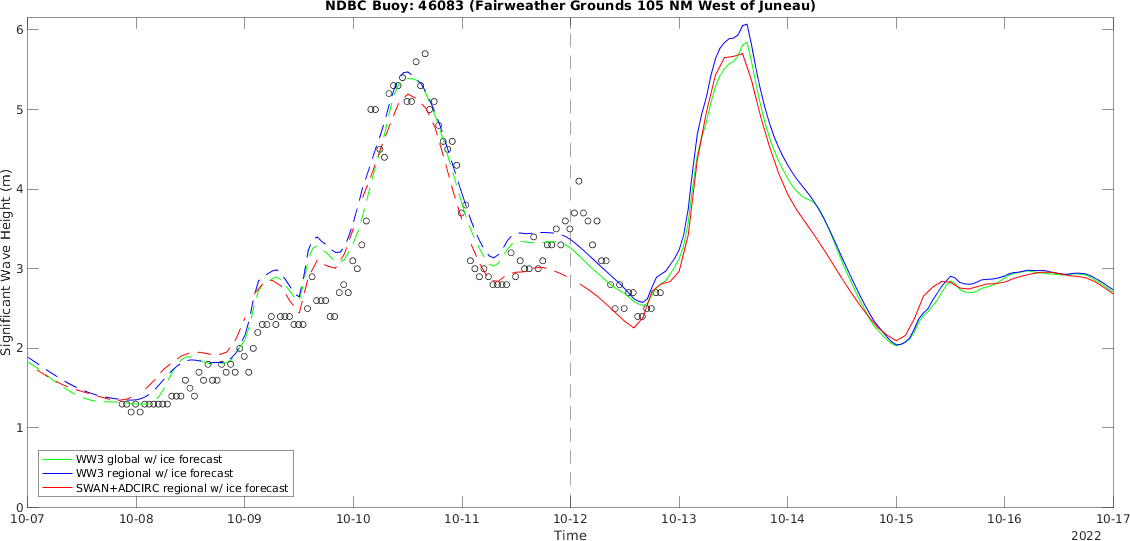 NDBC Buoy: 46083 (Fairweather Grounds 105 NM West of Juneau)
Significant Wave Height (m)
6
5
4
3
2
1
0
WW3 global w/ ice forecast
WW3 regional w/ ice forecast
SWAN+ADCIRC regional w/ ice forecast
10-07 10-08 10-09 10-10 10-11 10-12 10-13 10-14 10-15 10-16 10-17
Time 2022